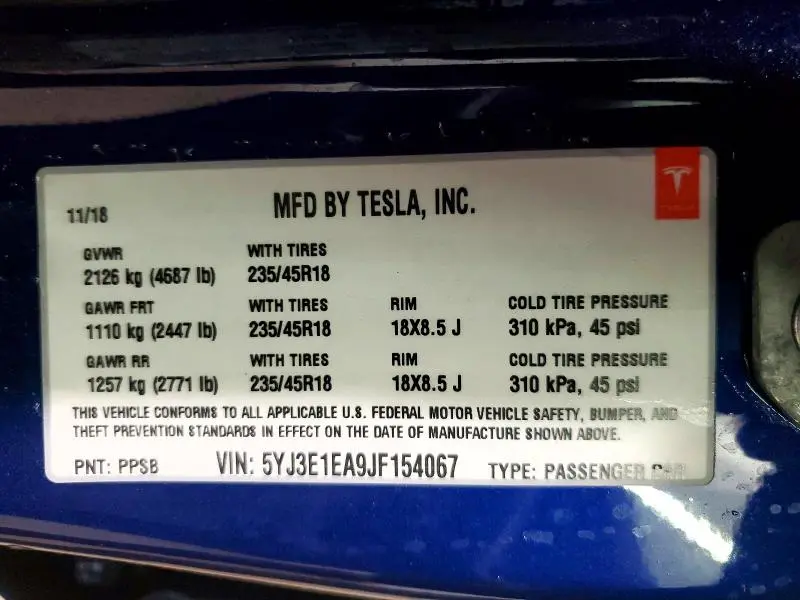 11/18
MFD BY TESLA, INC.
GVWR WITH TIRES
2126 kg (4687 lb) 235/45R18
GAWR FRT WITH TIRES RIM COLD TIRE PRESSURE
1110 kg (2447 lb) 235/45R18 18X8.5 J 310 kPa, 45 psi
GAWR RR WITH TIRES RIM COLD TIRE PRESSURE
1257 kg (2771 lb) 235/45R18 18X8.5 J 310 kPa, 45 psi
THIS VEHICLE CONFORMS TO ALL APPLICABLE U.S. FEDERAL MOTOR VEHICLE SAFETY, BUMPER, AND
THEFT PREVENTION STANDARDS IN EFFECT ON THE DATE OF MANUFACTURE SHOWN ABOVE.
PNT: PPSB VIN: 5YJ3E1EA9JF154067 TYPE: PASSENGER CAR